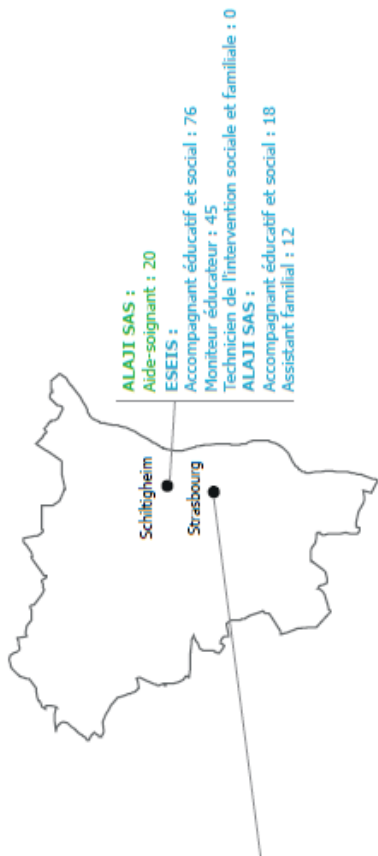 ALAJI SAS :
Aide-soignant : 20
ESEIS :
Accompagnant éducatif et social : 76
Moniteur éducateur : 45
Technicien de l'intervention sociale et familiale : 0
ALAJI SAS :
Accompagnant éducatif et social : 18
Assistant familial : 12
Schiltigheim
Strasbourg